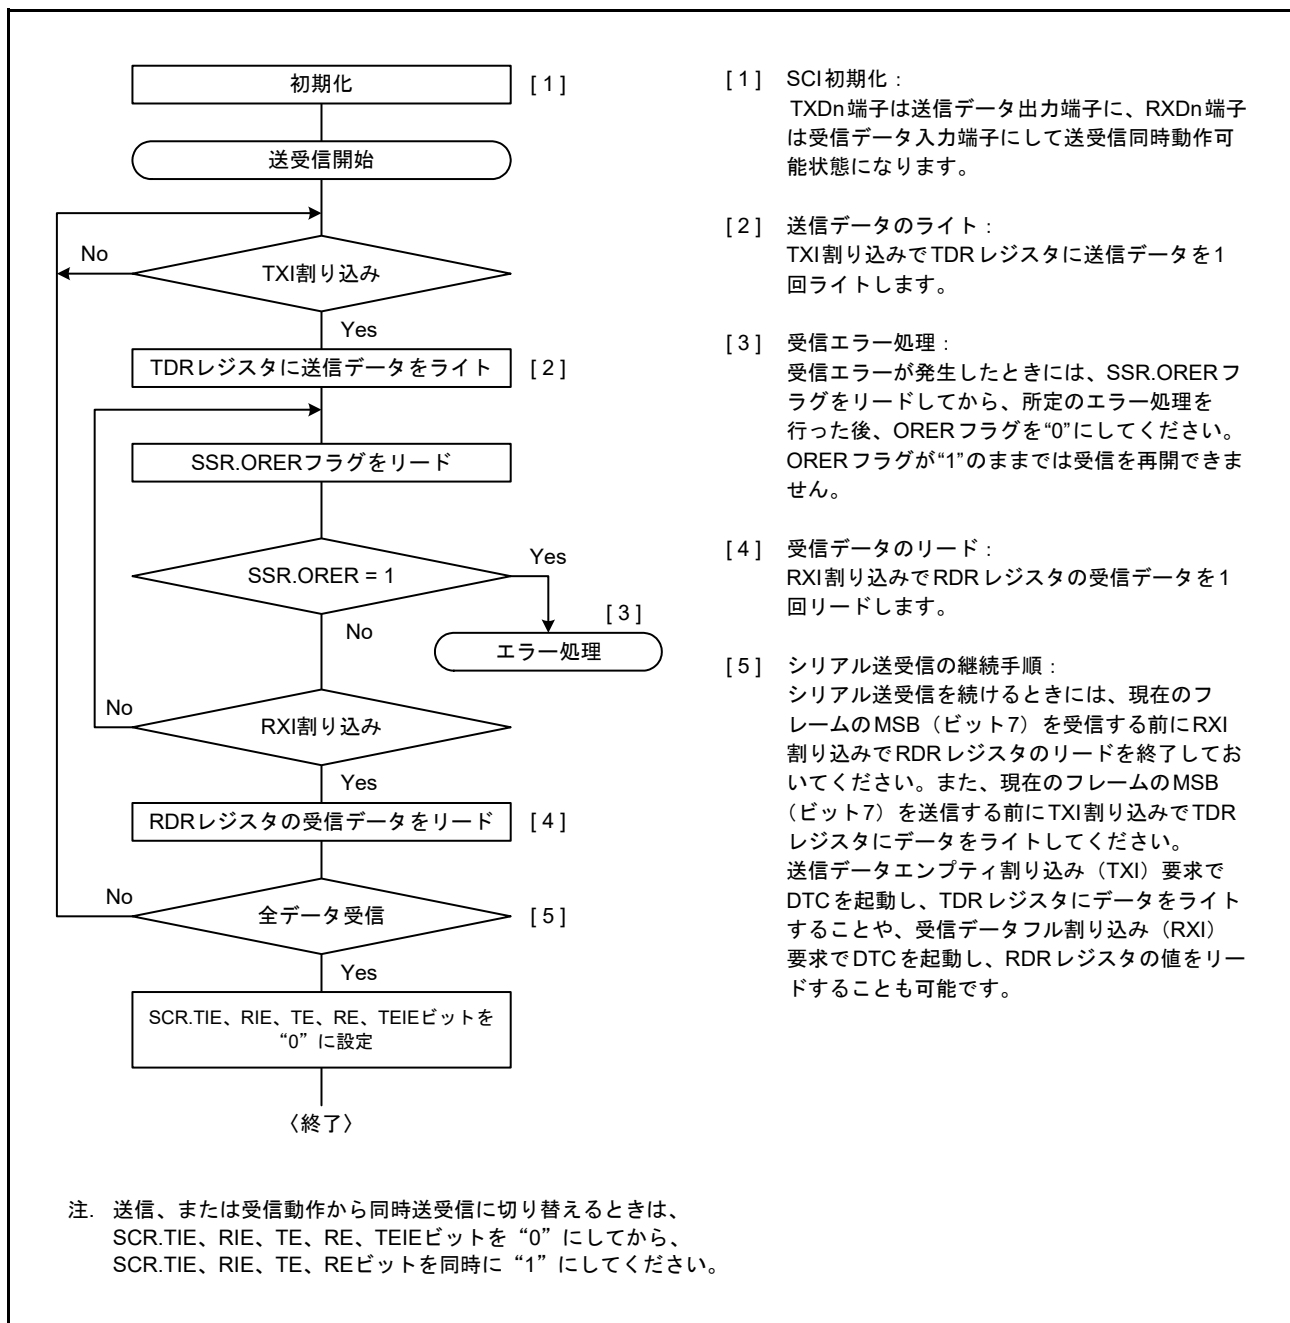 初期化
[ 1 ]
送受信開始
No
TXI割り込み
Yes
TDRレジスタに送信データをライト
[ 2 ]
SSR.ORERフラグをリード
SSR.ORER = 1
Yes
[ 3 ]
No
エラー処理
No
RXI割り込み
Yes
RDRレジスタの受信データをリード
[ 4 ]
No
全データ受信
[ 5 ]
Yes
SCR.TIE、RIE、TE、RE、TEIEビットを
“0”に設定
〈終了〉
[ 1 ] SCI初期化：
TXDn端子は送信データ出力端子に、RXDn端子
は受信データ入力端子にして送受信同時動作可
能状態になります。
[ 2 ] 送信データのライト：
TXI割り込みでTDRレジスタに送信データを1
回ライトします。
[ 3 ] 受信エラー処理：
受信エラーが発生したときには、SSR.ORERフ
ラグをリードしてから、所定のエラー処理を
行った後、ORERフラグを“0”にしてください。
ORERフラグが“1”のままでは受信を再開できま
せん。
[ 4 ] 受信データのリード：
RXI割り込みでRDRレジスタの受信データを1
回リードします。
[ 5 ] シリアル送受信の継続手順：
シリアル送受信を続けるときには、現在のフ
レームのMSB（ビット7）を受信する前にRXI
割り込みでRDRレジスタのリードを終了してお
いてください。また、現在のフレームのMSB
（ビット7）を送信する前にTXI割り込みでTDR
レジスタにデータをライトしてください。
送信データエンプティ割り込み（TXI）要求で
DTCを起動し、TDRレジスタにデータをライト
することや、受信データフル割り込み（RXI）
要求でDTCを起動し、RDRレジスタの値をリー
ドすることも可能です。
注. 送信、または受信動作から同時送受信に切り替えるときは、
SCR.TIE、RIE、TE、RE、TEIEビットを“0”にしてから、
SCR.TIE、RIE、TE、REビットを同時に“1”にしてください。